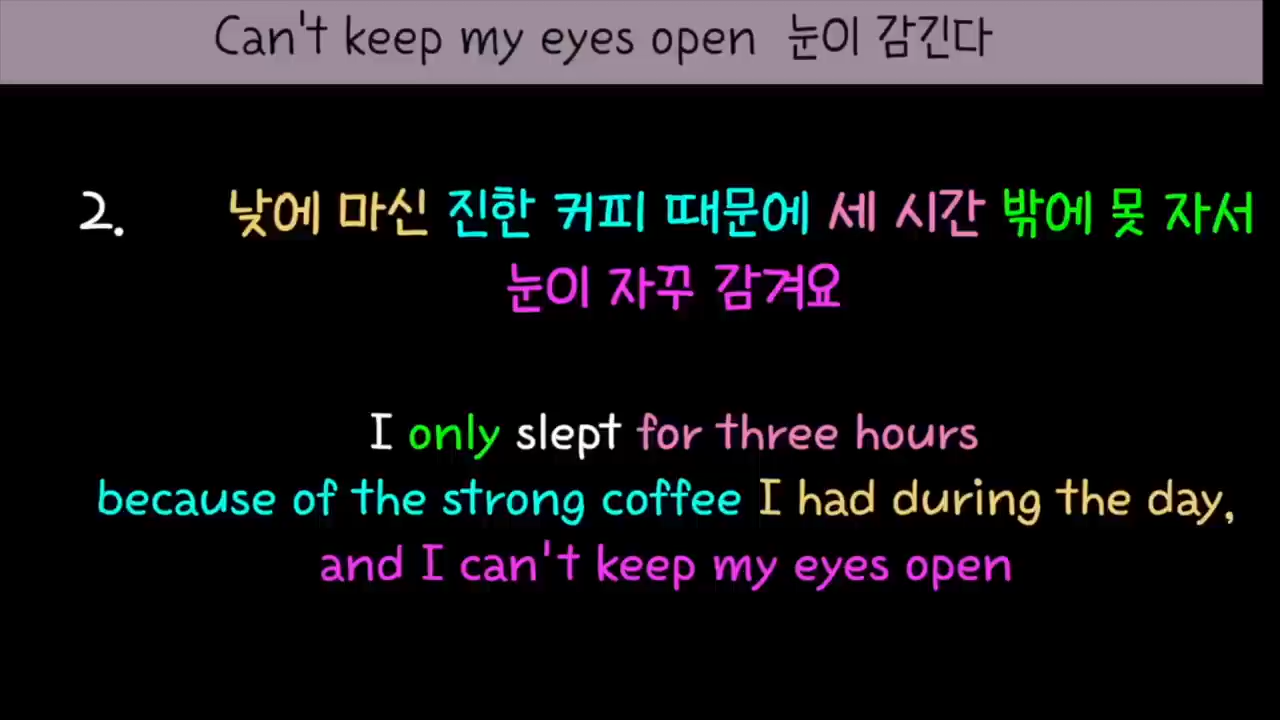 Can't keep my eyes open 눈이 감긴다
2. 낮에 마신 진한 커피 때문에 세 시간 밖에 못 자서
눈이 자꾸 감겨요
I only slept for three hours
because of the strong coffee I had during the day,
and I can't keep my eyes open